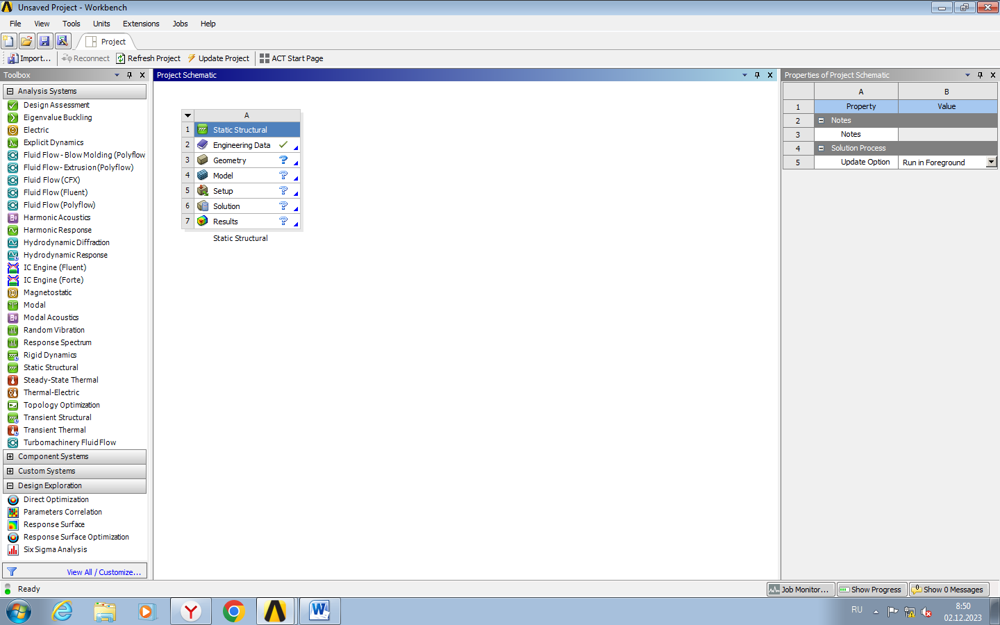 Unsaved Project - Workbench
File View Tools Units Extensions Jobs Help
Project
Import... Reconnect Refresh Project Update Project ACT Start Page
Toolbox
Analysis Systems
Design Assessment
Eigenvalue Buckling
Electric
Explicit Dynamics
Fluid Flow - Blow Molding (Polyflow
Fluid Flow- Extrusion (Polyflow)
Fluid Flow (CFX)
Fluid Flow (Fluent)
Fluid Flow (Polyflow)
Harmonic Acoustics
Harmonic Response
Hydrodynamic Diffraction
Hydrodynamic Response
IC Engine (Fluent)
IC Engine (Forte)
Magnetostatic
Modal
Modal Acoustics
Random Vibration
Response Spectrum
Rigid Dynamics
Static Structural
Steady-State Thermal
Thermal-Electric
Topology Optimization
Transient Structural
Transient Thermal
Turbomachinery Fluid Flow
Component Systems
Custom Systems
Design Exploration
Direct Optimization
Parameters Correlation
Response Surface
Response Surface Optimization
Six Sigma Analysis
View All / Customize...
Project Schematic
A
1 Static Structural
2 Engineering Data
3 Geometry
4 Model
5 Setup
6 Solution
7 Results
Static Structural
Properties of Project Schematic
A B
1 Property Value
2 Notes
3 Notes
4 Solution Process
5 Update Option Run in Foreground
Ready
Job Monitor... Show Progress Show 0 Messages
RU
8:50
02.12.2023